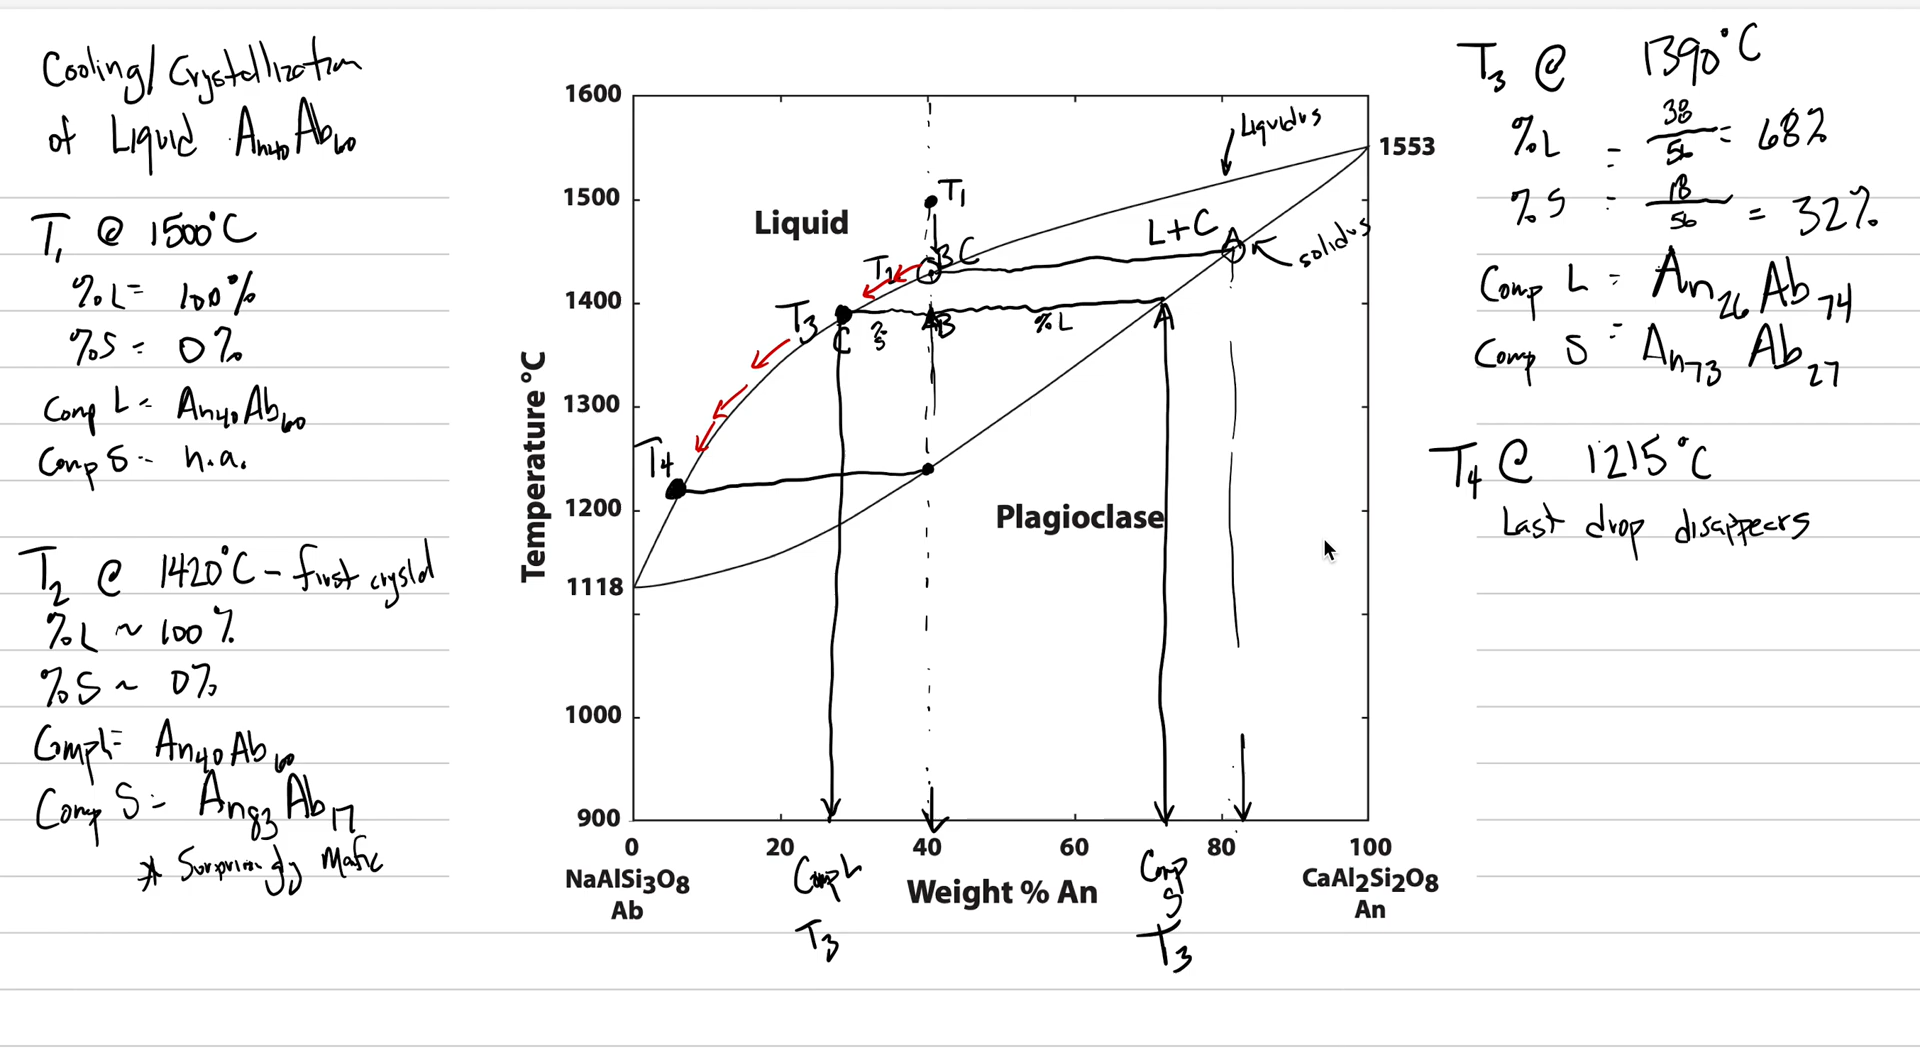 Cooling/Crystallization
of Liquid An40Ab60
T1 @ 1500°C
%L = 100%
%S = 0%
Comp L = An40Ab60
Comp S = n.a.
T2 @ 1420°C - first crystal
%L ~ 100%
%S ~ 0%
Comp L = An40Ab60
Comp S = An83Ab17
* Surprisingly Mafic
Temperature °C
1600
1500
1400
1300
1200
1118
1000
900
1553
Liquidus
T1
Liquid
L+C
A
solidus
B C
T2
T3
C
%S
B
%L
A
T4
Plagioclase
0
20
40
60
80
100
NaAlSi3O8
Ab
Comp L
T3
Weight % An
Comp
S
T3
CaAl2Si2O8
An
T3 @ 1390°C
%L = 38/56 = 68%
%S = 18/56 = 32%
Comp L = An26Ab74
Comp S = An73 Ab27
T4 @ 1215°C
Last drop disappears